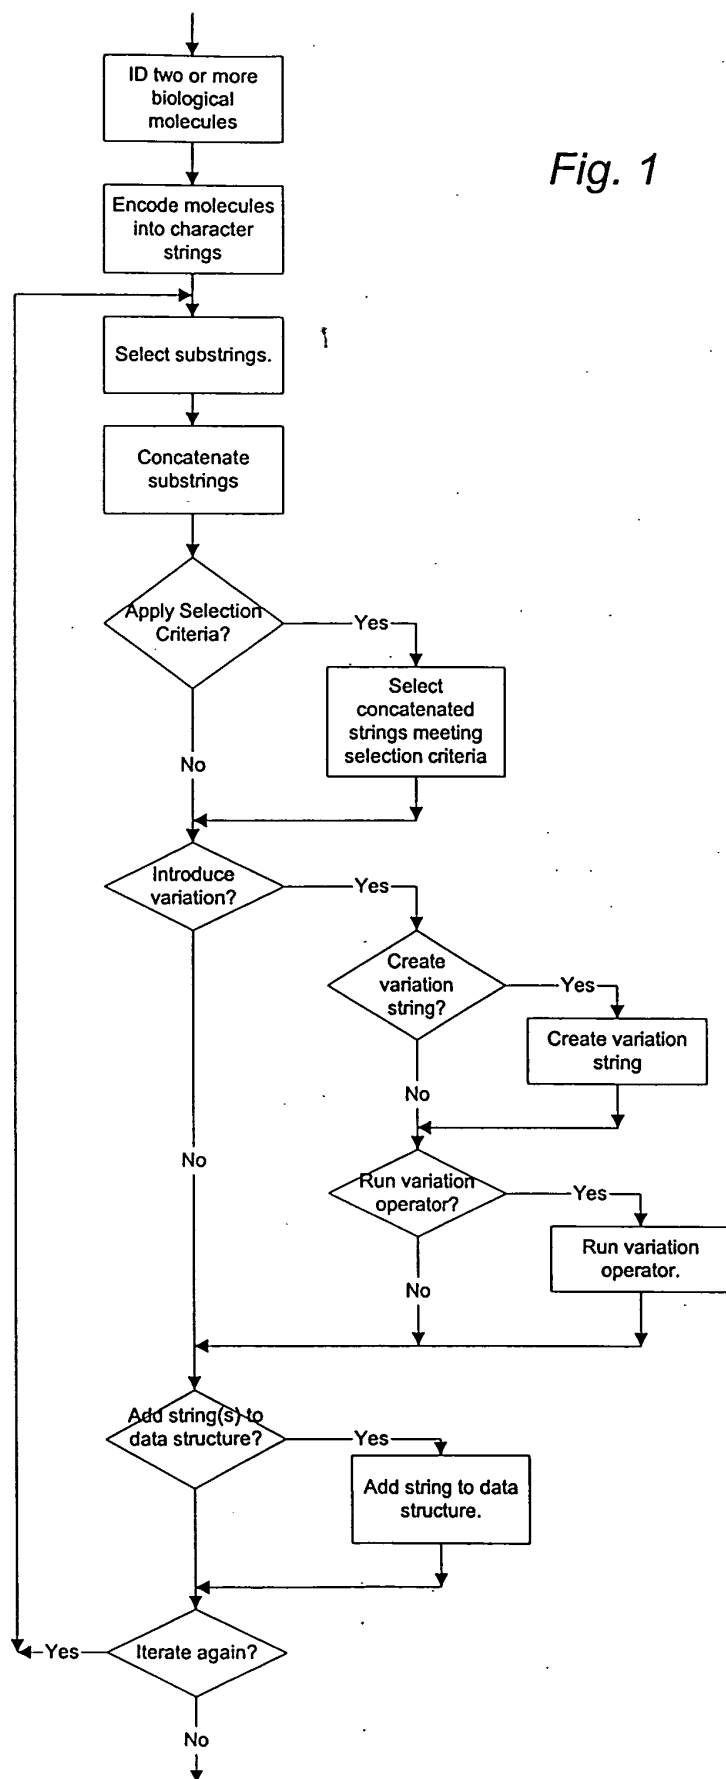 ID two or more
biological
molecules
Fig. 1
Encode molecules
into character
strings
Select substrings.
Concatenate
substrings
Apply Selection
Criteria?
Yes
Select
concatenated
strings meeting
selection criteria
No
Introduce
variation?
Yes
Create
variation
string?
Yes
Create variation
string
No
No
Run variation
operator?
Yes
Run variation
operator.
No
Add string(s) to
data structure?
Yes
Add string to data
structure.
Iterate again?
Yes
No